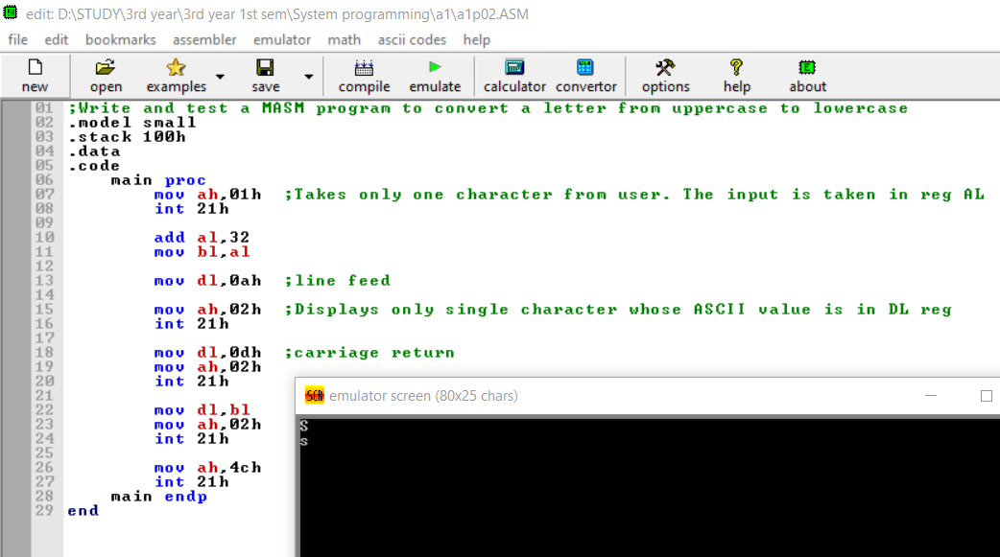 edit: D:\STUDY\3rd year\3rd year 1st sem\System programming\a1\a1p02.ASM
file edit bookmarks assembler emulator math ascii codes help
new open examples save compile emulate calculator convertor options help about
01 ;Write and test a MASM program to convert a letter from uppercase to lowercase
02 .model small
03 .stack 100h
04 .data
05 .code
06 main proc
07 mov ah,01h ;Takes only one character from user. The input is taken in reg AL
08 int 21h
09
10 add al,32
11 mov bl,al
12
13 mov dl,0ah ;line feed
14
15 mov ah,02h ;Displays only single character whose ASCII value is in DL reg
16 int 21h
17
18 mov dl,0dh ;carriage return
19 mov ah,02h
20 int 21h
21
22 mov dl,bl
23 mov ah,02h
24 int 21h
25
26 mov ah,4ch
27 int 21h
28 main endp
29 end
SCR emulator screen (80x25 chars)
S
s